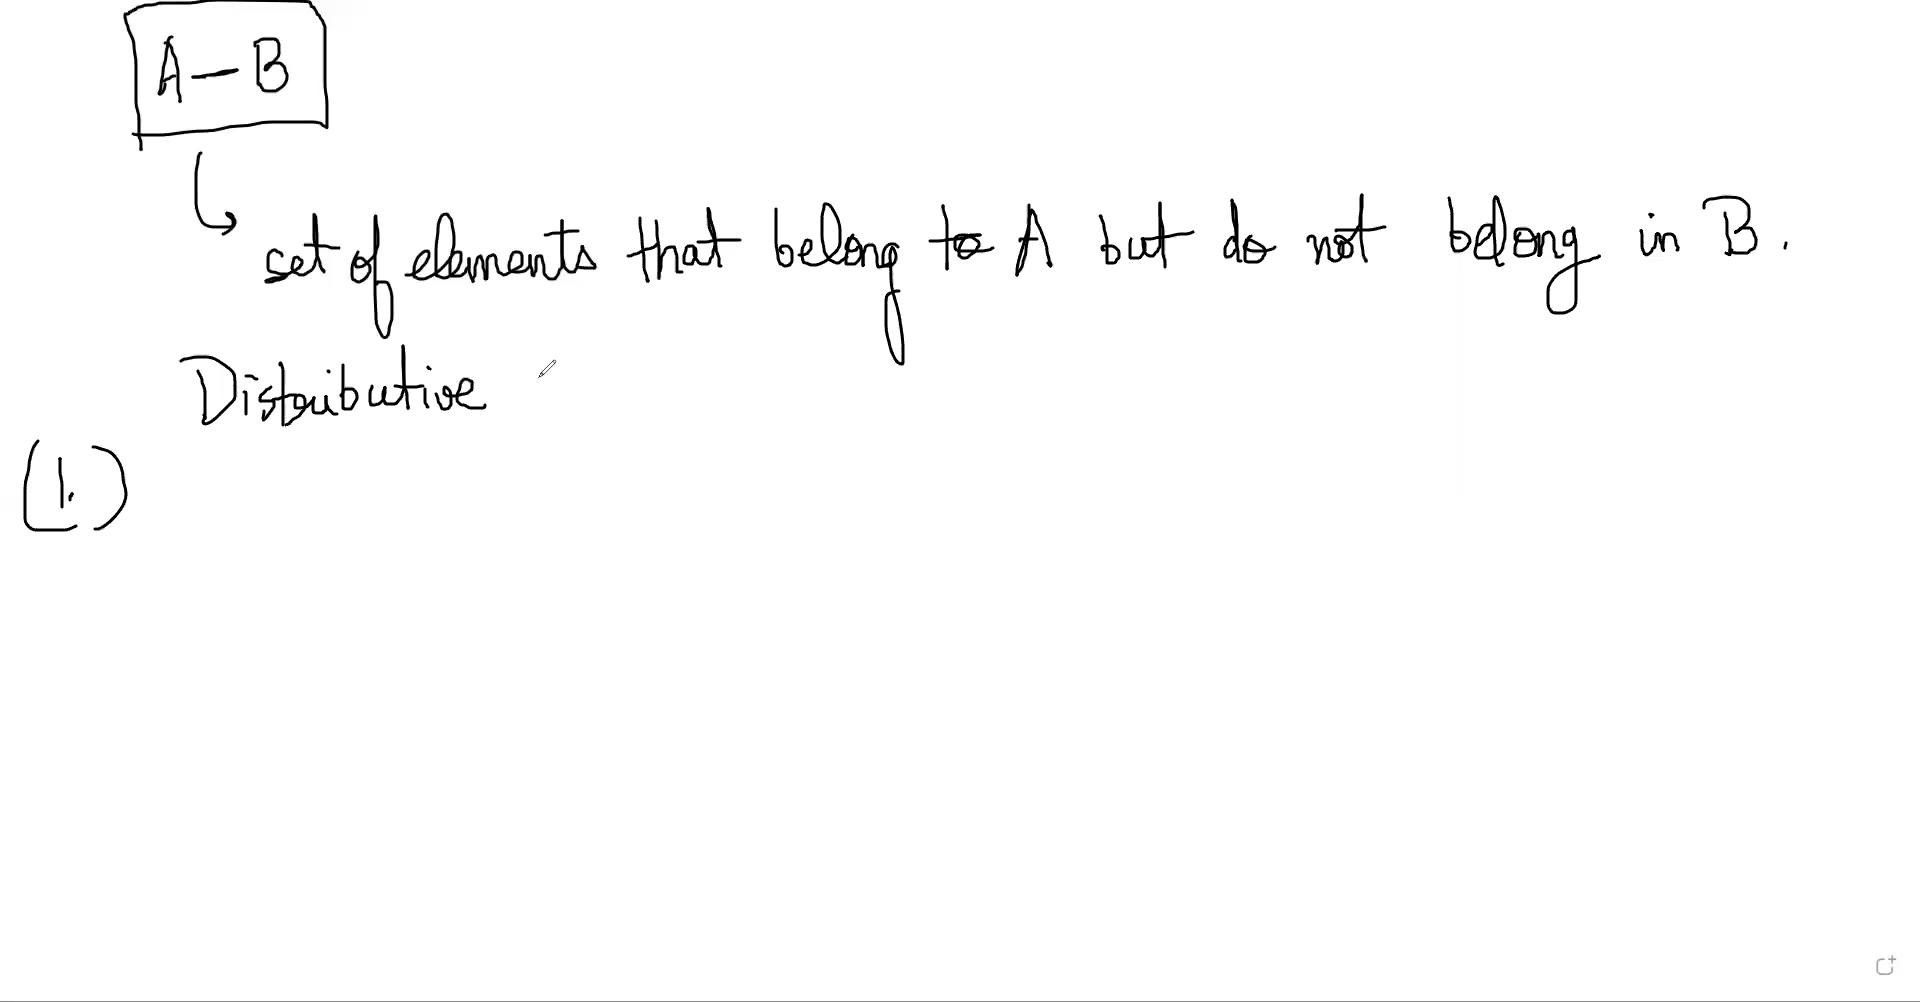 A – B
set of elements that belong to A but do not belong in B.
Distributive
(1.)